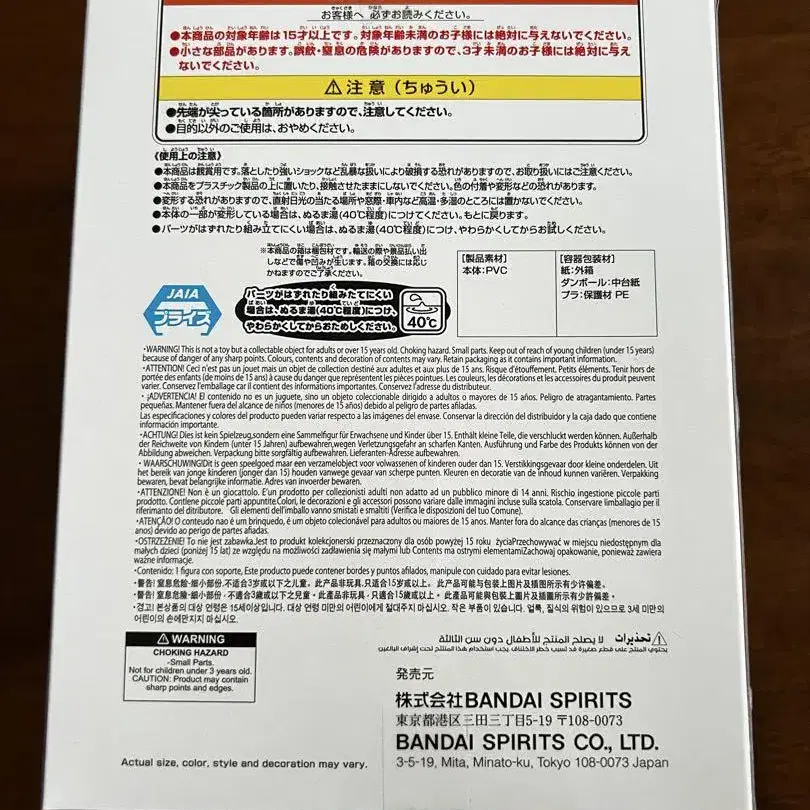 お客様へ 必ずお読みください。
●本商品の対象年齢は15才以上です。対象年齢未満のお子様には絶対に与えないでください。
●小さな部品があります。誤飲・窒息の危険がありますので、3才未満のお子様には絶対に与え
ないでください。
⚠注意(ちゅうい)
●先端が尖っている箇所がありますので、注意してください。
●目的以外のご使用は、おやめください。
《使用上の注意》
●本商品は観賞用です。落としたり強いショックなど乱暴な扱いにより破損する恐れがありますので、お取り扱いにはご注意ください。
●本商品をプラスチック製品の上に置いたり、接触させたままにしないでください。色の付着や変形などの恐れがあります。
●変形する恐れがありますので、直射日光の当たる場所や窓際・車内など高温・多湿のところには置かないでください。
●本体の一部が変形している場合は、ぬるま湯(40℃程度)につけてください。もとに戻ります。
●パーツがはずれたり組み立てにくい場合は、ぬるま湯(40℃程度)につけ、やわらかくしてからお試しください。
※本商品の箱は梱包材です。輸送の際や景品払い出
しなどで傷や凹みが生じます。箱の交換には応じ
かねますのでご了承ください。
[製品素材]
本体:PVC
[容器包装材]
紙:外箱
ダンボール:中台紙
プラ:保護材 PE
JAIA
プライズ
パーツがはずれたり組みたてにくい
場合は、ぬるま湯(40℃程度)につけ、
やわらかくしてからおためしください。
40℃
•WARNING! This is not a toy but a collectable object for adults or over 15 years old. Choking hazard. Small parts. Keep out of reach of young children (under 15 years)
because of danger of any sharp points. Colours, contents and decoration of contents may vary. Retain packaging as it contains important information.
•ATTENTION! Ceci n'est pas un jouet mais un objet de collection destiné aux adultes et aux plus de 15 ans. Risque d'étouffement. Petits éléments. Tenir hors de
portée des enfants (de moins de 15 ans) à cause du danger que représentent les pièces pointues. Les couleurs, les décorations et les accessoires du produit peuvent
varier. Conservez l'emballage car il contient des informations importantes. Conservez l'adresse du distributeur.
• ¡ADVERTENCIA! El contenido no es un juguete, sino un objeto coleccionable dirigido a adultos o mayores de 15 años. Peligro de atragantamiento. Partes
pequeñas. Mantener fuera del alcance de niños (menores de 15 años) debido al peligro de partes afiladas.
Las especificaciones y colores del producto pueden variar respecto a las imágenes del envase. Conservar la dirección del distribuidor y la caja dado que contiene
información importante.
•ACHTUNG! Dies ist kein Spielzeug,sondern eine Sammelfigur für Erwachsene und Kinder über 15. Enthält kleine Teile, die verschluckt werden können. Außerhalb
der Reichweite von Kindern (unter 15 Jahren) aufbewahren,wegen Verletzungsgefahr an scharfen Kanten. Ausführung und Farbe des Produkts können von der
Abbildung abweichen. Verpackung bitte sorgfältig aufbewahren. Lieferanten-Adresse aufbewahren.
• WAARSCHUWING!Dit is geen speelgoed maar een verzamelobject voor volwassenen of kinderen ouder dan 15. Verstikkingsgevaar door kleine onderdelen. Uit
het bereik van jonge kinderen (jonger dan 15) houden vanwege gevaar van scherpe punten. Kleuren en decoratie van de inhoud kunnen variëren. Verpakking
bewaren, bevat belangrijke informatie. Adres van invoerder bewaren.
•ATTENZIONE! Non è un giocattolo. E'un prodotto per collezionisti adulti non adatto ad un pubblico minore di 14 anni. Rischio ingestione piccole parti
prodotto. Contiene piccole parti appuntite.Colori, le decorazioni e gli accessori possono variare dalle immagini incluse sulla scatola. Conservare limballagio per il
riferimento del distributore. Gli elementi dell'imballo vanno smistati e smaltiti (Verifica le disposizioni del tuo Comune).
•ATENÇÃO! O conteudo nao é um brinquedo, é um objeto colecionável para adultos ou maiores de 15 anos. Manter fora do alcance das crianças (menores de 15
anos) devido ao perigo de partes afiadas.
•OSTRZEŻENIE! To nie jest zabawka.Jest to produkt kolekcjonerski przeznaczony dla osób powyżej 15 roku życiaPrzechowywać w miejscu niedostępnym dla
małych dzieci (poniżej 15 lat) ze względu na możliwości zadławienia się małymi lub Contents ma ostrymi elementamiZachowaj opakowanie, ponieważ zawiera
ważne informacje.
•Contenido: 1 figura con soporte, Este producto puede contener bordes y puntos afilados, manipule con cuidado para evitar lesiones.
•警告! 窒息危险-细小部份,不适合3岁或以下之儿童。此产品非玩具,只适合15岁或以上。此产品可能与包装上图片及插图所示有少许偏差。
•警告! 窒息危險-細小部份,不適合3歲或以下之兒童。此產品非玩具,只適合15歲或以上。此產品可能與包裝上圖片及插圖所示有少許偏差。
•경고! 본상품의 대상 연령은 15세이상입니다. 대상 연령 미만의 어린이에게 절대주지 마십시오. 작은 부품이 있습니다. 얼룩, 질식의 위험이 있으므로 3세 미만의
어린이의 손에만지지 마십시오.
⚠WARNING
CHOKING HAZARD
-Small Parts.
Not for children under 3 years old.
CAUTION: Product may contain
sharp points and edges.
⚠تحذيرات لا يصلح المنتج للأطفال دون سن الثالثة
発売元
株式会社BANDAI SPIRITS
東京都港区三田三丁目5-19 〒108-0073
BANDAI SPIRITS CO., LTD.
3-5-19, Mita, Minato-ku, Tokyo 108-0073 Japan
Actual size, color, style and decoration may vary.